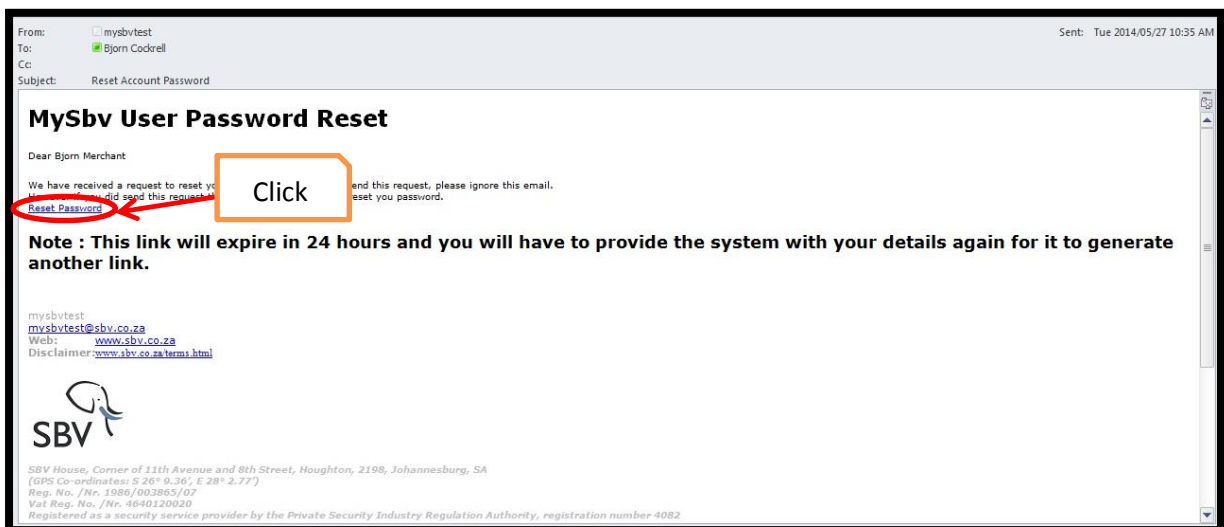 From: mysbvtest Sent: Tue 2014/05/27 10:35 AM
To: Bjorn Cockrell
Cc:
Subject: Reset Account Password
MySbv User Password Reset
Dear Bjorn Merchant
We have received a request to reset end this request, please ignore this email.
However if you did send this request eset you password.
Reset Password
Click
Note : This link will expire in 24 hours and you will have to provide the system with your details again for it to generate
another link.
mysbvtest
mysbvtest@sbv.co.za
Web: www.sbv.co.za
Disclaimer:www.sbv.co.za/terms.html
SBV
SBV House, Corner of 11th Avenue and 8th Street, Houghton, 2198, Johannesburg, SA
(GPS Co-ordinates: S 26° 9.36', E 28° 2.77')
Reg. No. /Nr. 1986/003865/07
Vat Reg. No. /Nr. 4640120020
Registered as a security service provider by the Private Security Industry Regulation Authority, registration number 4082